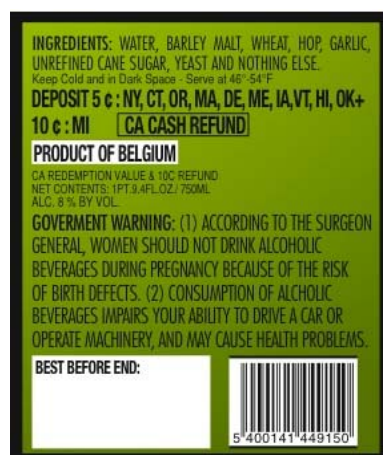 INGREDIENTS: WATER, BARLEY MALT, WHEAT, HOP, GARLIC,
UNREFINED CANE SUGAR, YEAST AND NOTHING ELSE.
Keep Cold and in Dark Space - Serve at 46°-54°F
DEPOSIT 5 ¢ : NY, CT, OR, MA, DE, ME, IA,VT, HI, OK+
10 ¢ : MI CA CASH REFUND
PRODUCT OF BELGIUM
CA REDEMPTION VALUE & 10C REFUND
NET CONTENTS: 1PT.9.4FL.OZ./ 750ML
ALC. 8 % BY VOL.
GOVERMENT WARNING: (1) ACCORDING TO THE SURGEON
GENERAL, WOMEN SHOULD NOT DRINK ALCOHOLIC
BEVERAGES DURING PREGNANCY BECAUSE OF THE RISK
OF BIRTH DEFECTS. (2) CONSUMPTION OF ALCHOLIC
BEVERAGES IMPAIRS YOUR ABILITY TO DRIVE A CAR OR
OPERATE MACHINERY, AND MAY CAUSE HEALTH PROBLEMS.
BEST BEFORE END:
5 400141 449150